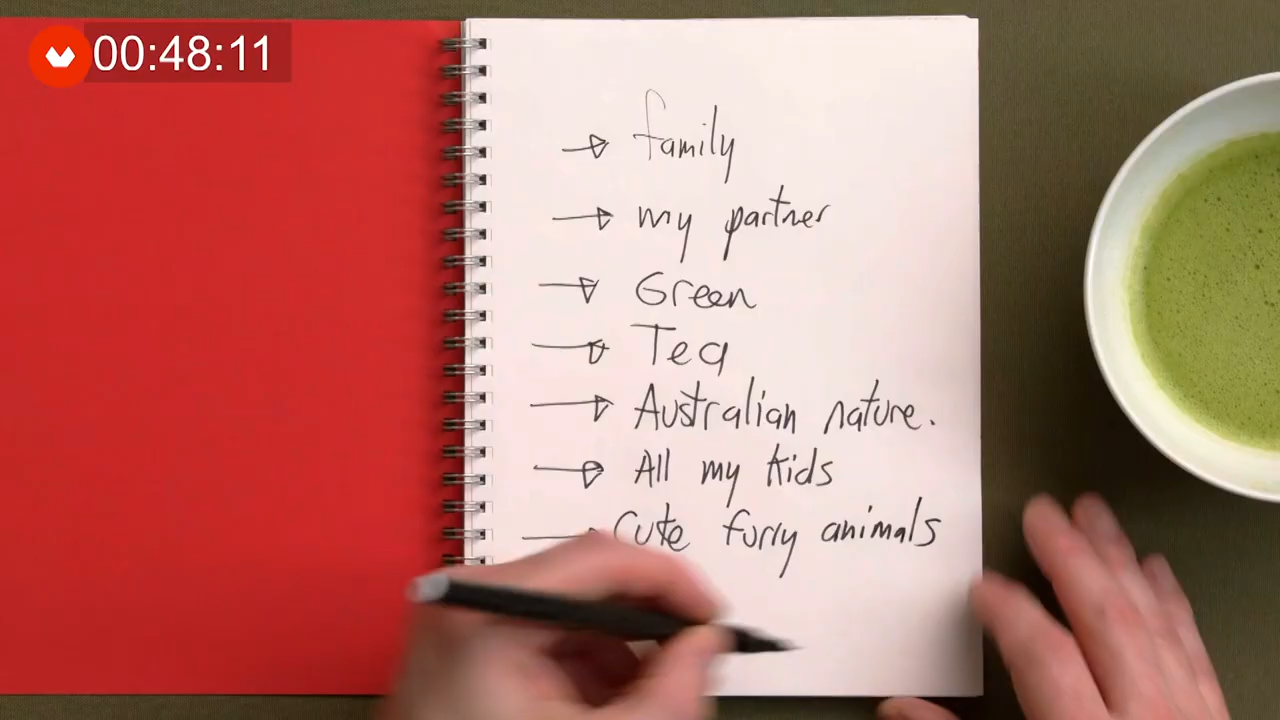 00:48:11
family
my partner
Green
Tea
Australian nature.
All my kids
Cute furry animals